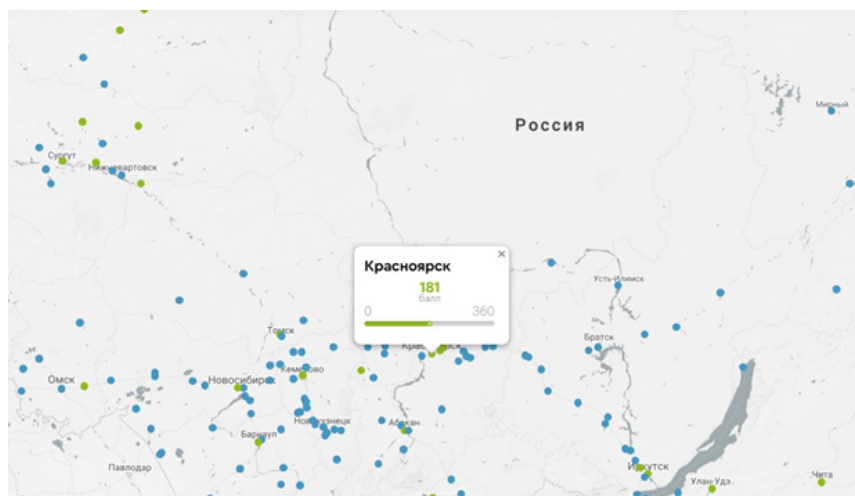 Россия
Мирный
Сургут
Нижневартовск
×
Красноярск
181
балл
0 360
Усть-Илимск
Томск
Братск
Омск
Новосибирск
Кемерово
Новокузнецк
Абакан
Барнаул
Иркутск
Павлодар
Улан-Удэ
Чита